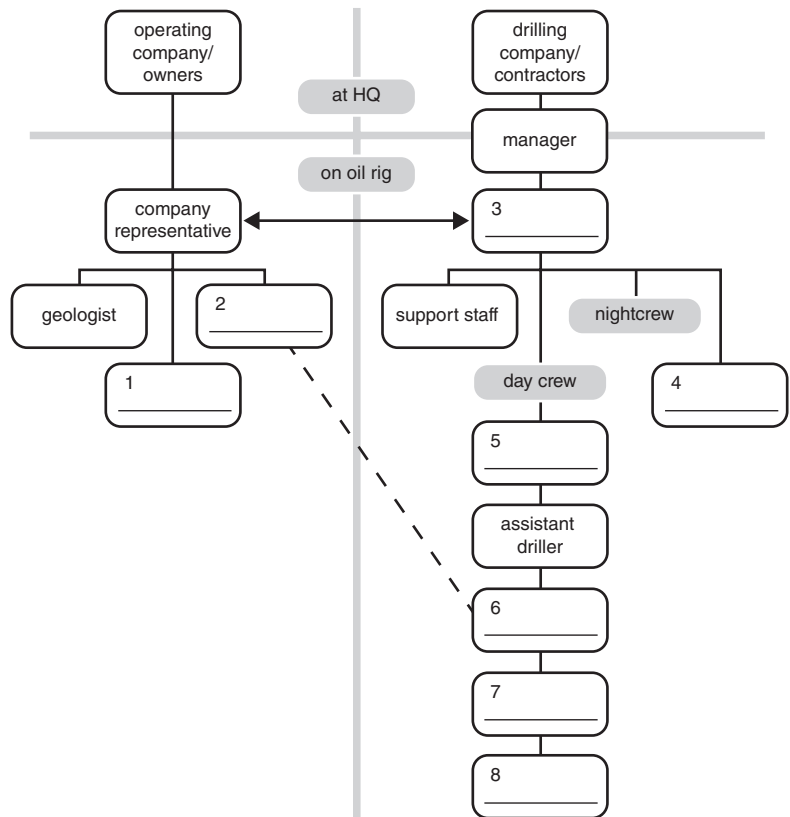 operating
company/
owners
drilling
company/
contractors
at HQ
manager
on oil rig
company
representative
3
geologist
2
support staff
nightcrew
1
day crew
4
5
assistant
driller
6
7
8